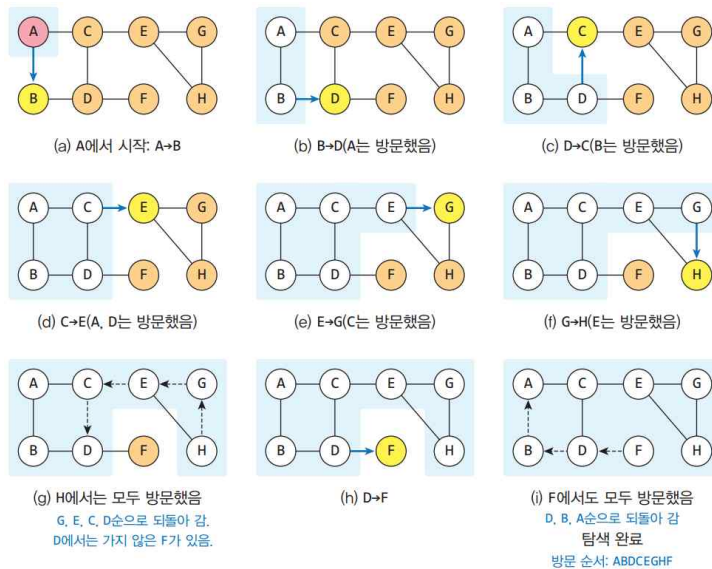 A C E G
B D F H
(a) A에서 시작: A→B
A C E G
B D F H
(b) B→D(A는 방문했음)
A C E G
B D F H
(c) D→C(B는 방문했음)
A C E G
B D F H
(d) C→E(A, D는 방문했음)
A C E G
B D F H
(e) E→G(C는 방문했음)
A C E G
B D F H
(f) G→H(E는 방문했음)
A C E G
B D F H
(g) H에서는 모두 방문했음
G, E, C, D순으로 되돌아 감.
D에서는 가지 않은 F가 있음.
A C E G
B D F H
(h) D→F
A C E G
B D F H
(i) F에서도 모두 방문했음
D, B, A순으로 되돌아 감
탐색 완료
방문 순서: ABDCEGHF